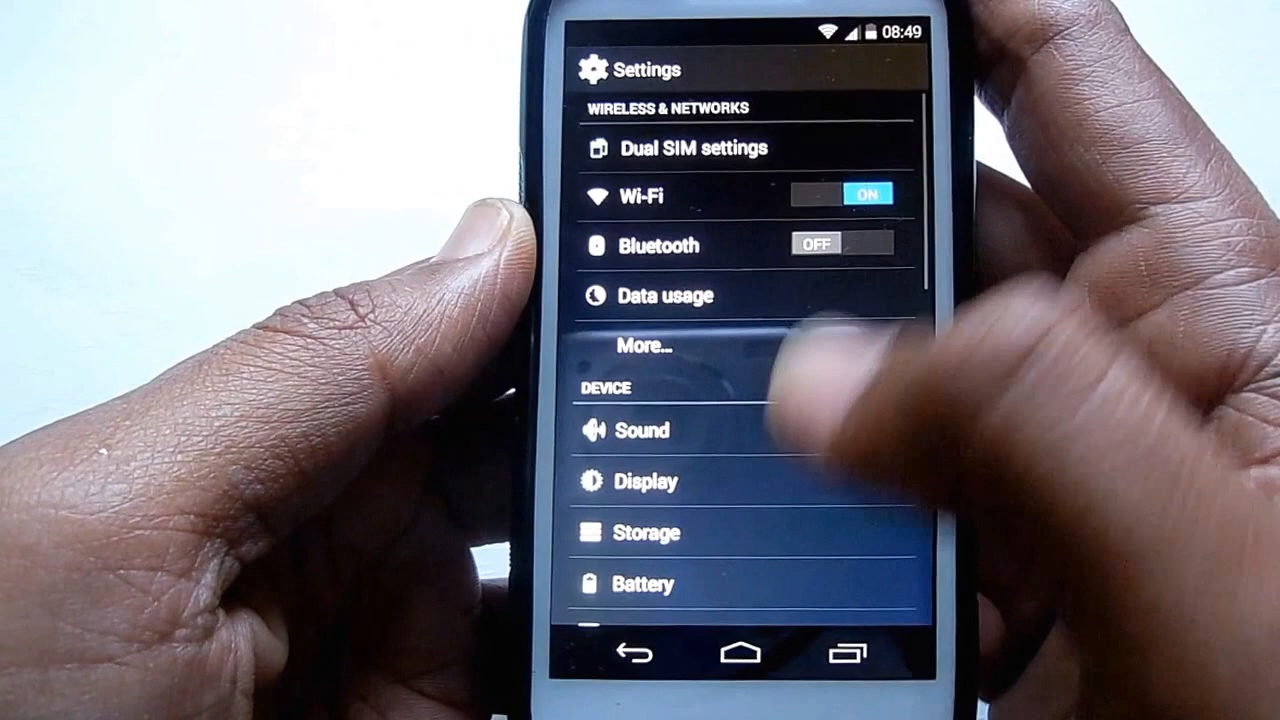 08:49
Settings
WIRELESS & NETWORKS
Dual SIM settings
Wi-Fi ON
Bluetooth OFF
Data usage
More...
DEVICE
Sound
Display
Storage
Battery